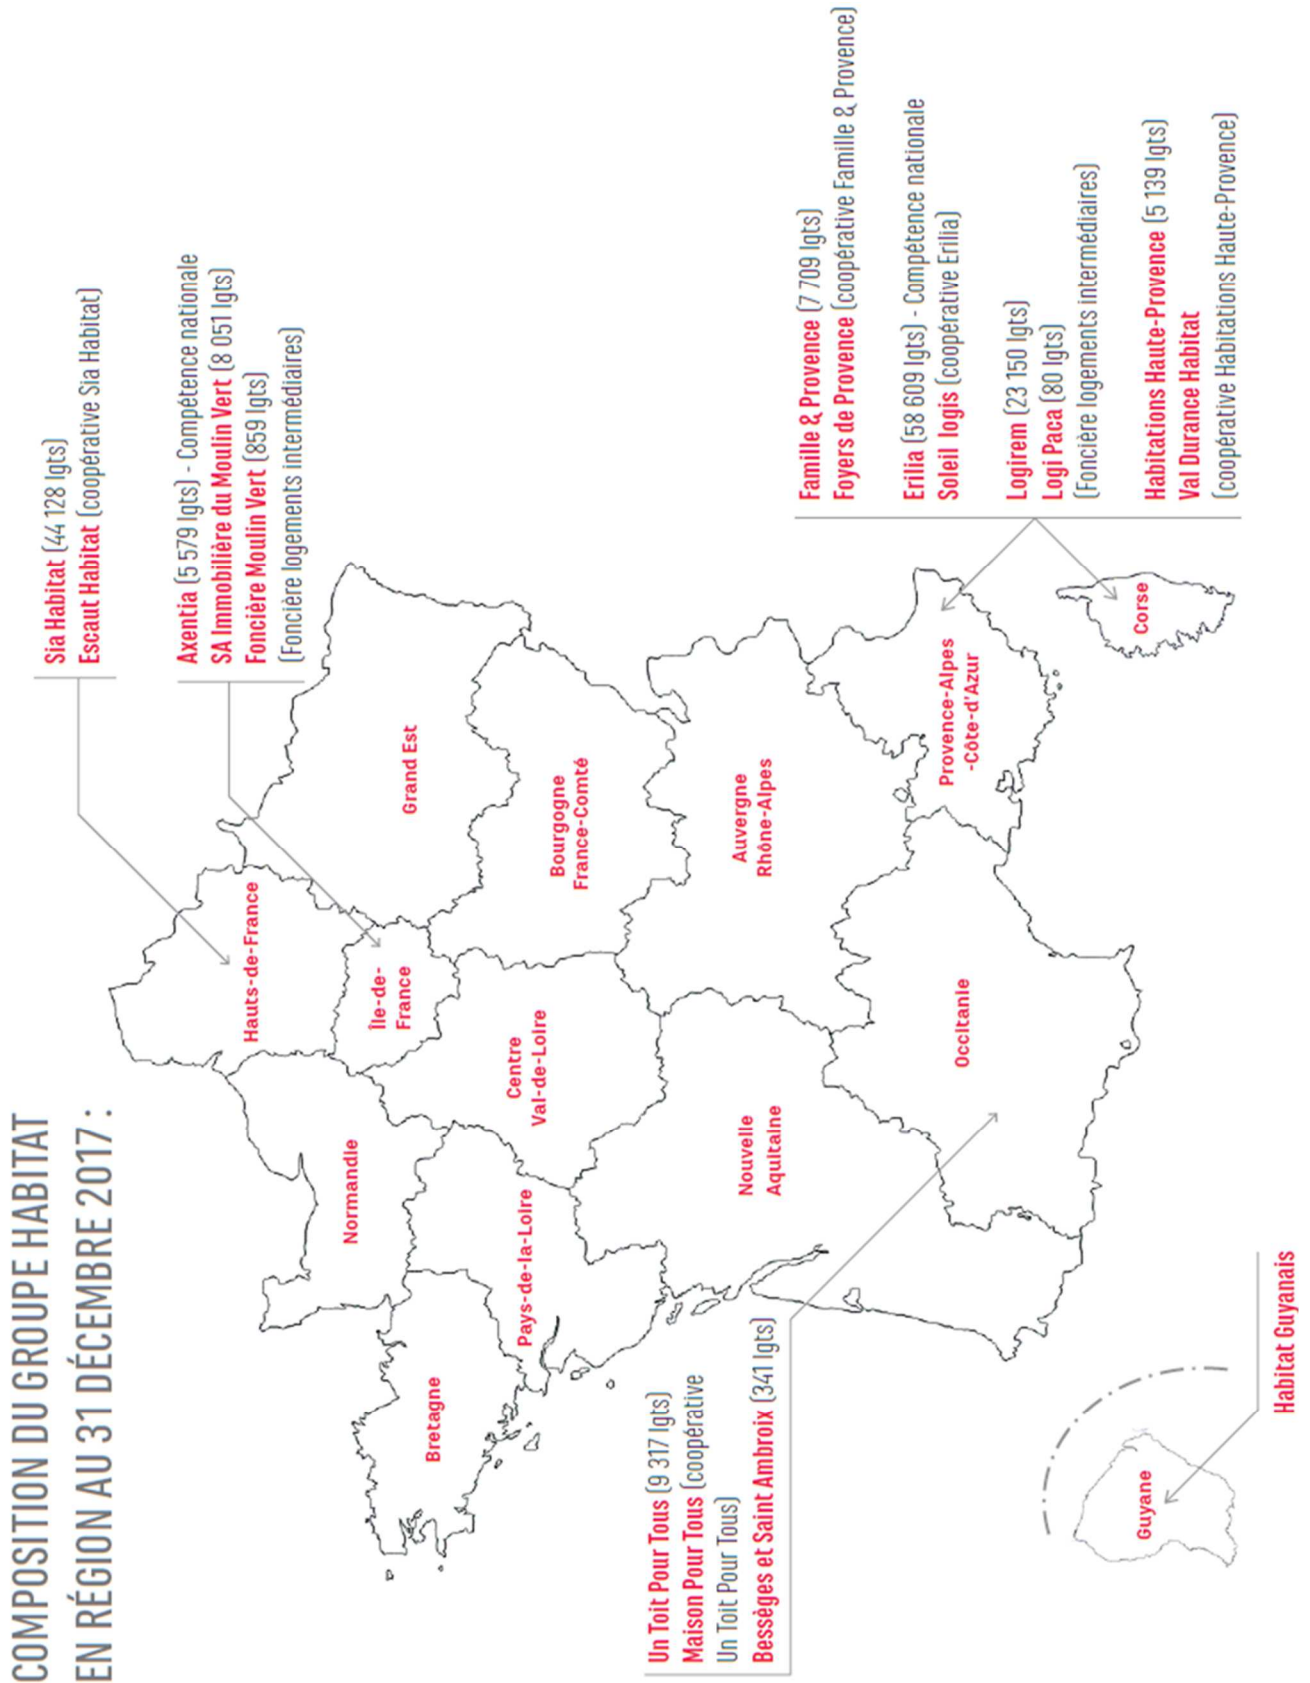 COMPOSITION DU GROUPE HABITAT
EN RÉGION AU 31 DÉCEMBRE 2017 :
Sia Habitat (44 128 lgts)
Escaut Habitat (coopérative Sia Habitat)
Axentia (5 579 lgts) - Compétence nationale
SA Immobilière du Moulin Vert (8 051 lgts)
Foncière Moulin Vert (859 lgts)
(Foncière logements intermédiaires)
Hauts-de-France
Normandie
Île-de-
France
Grand Est
Bretagne
Pays-de-la-Loire
Centre
Val-de-Loire
Bourgogne
France-Comté
Un Toit Pour Tous (9 317 lgts)
Maison Pour Tous (coopérative
Un Toit Pour Tous)
Bessèges et Saint Ambroix (341 lgts)
Nouvelle
Aquitaine
Auvergne
Rhône-Alpes
Famille & Provence (7 709 lgts)
Foyers de Provence (coopérative Famille & Provence)
Erilia (58 609 lgts) - Compétence nationale
Soleil logis (coopérative Erilia)
Logirem (23 150 lgts)
Logi Paca (80 lgts)
(Foncière logements intermédiaires)
Habitations Haute-Provence (5 139 lgts)
Val Durance Habitat
(coopérative Habitations Haute-Provence)
Occitanie
Provence-Alpes
-Côte-d'Azur
Corse
Guyane
Habitat Guyanais